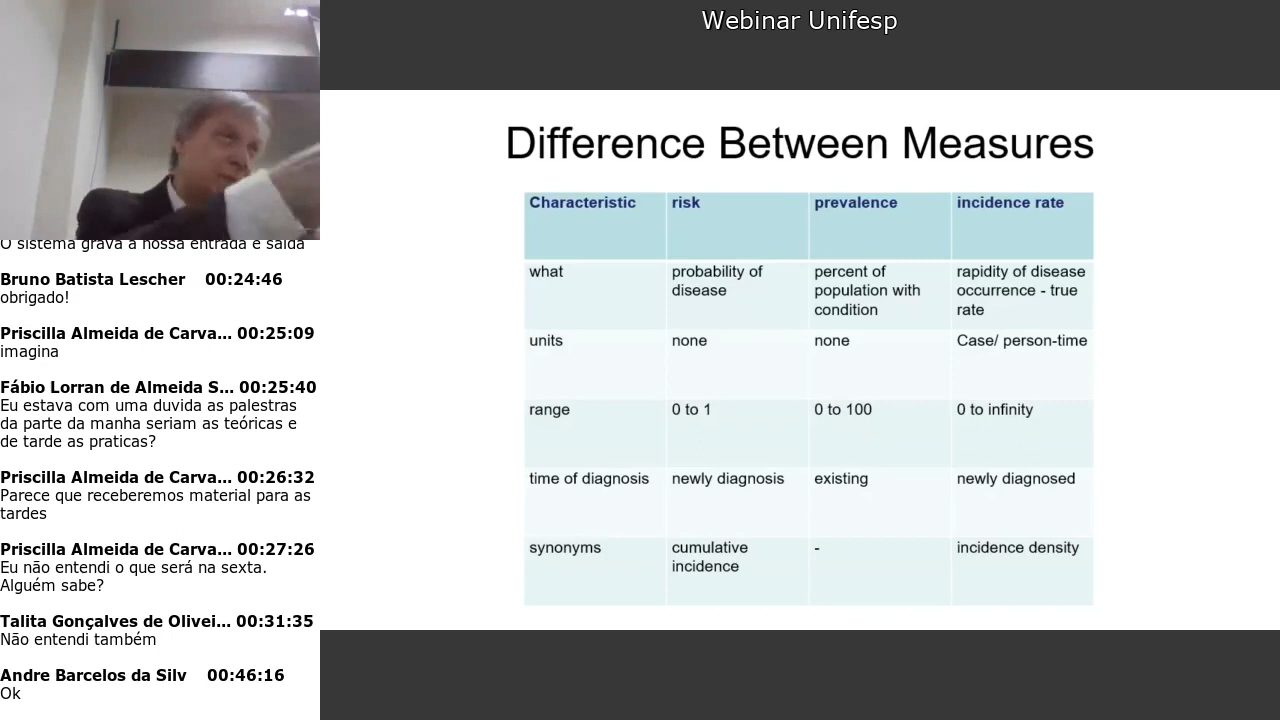 Webinar Unifesp
O sistema grava a nossa entrada e saída
Bruno Batista Lescher 00:24:46
obrigado!
Priscilla Almeida de Carva... 00:25:09
imagina
Fábio Lorran de Almeida S... 00:25:40
Eu estava com uma duvida as palestras
da parte da manha seriam as teóricas e
de tarde as praticas?
Priscilla Almeida de Carva... 00:26:32
Parece que receberemos material para as
tardes
Priscilla Almeida de Carva... 00:27:26
Eu não entendi o que será na sexta.
Alguém sabe?
Talita Gonçalves de Olivei... 00:31:35
Não entendi também
Andre Barcelos da Silv 00:46:16
Ok
Difference Between Measures
Characteristic risk prevalence incidence rate
what probability of percent of rapidity of disease
disease population with occurrence - true
condition rate
units none none Case/ person-time
range 0 to 1 0 to 100 0 to infinity
time of diagnosis newly diagnosis existing newly diagnosed
synonyms cumulative - incidence density
incidence